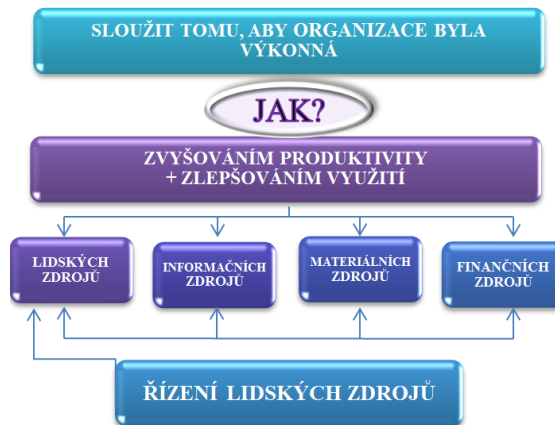 SLOUŽIT TOMU, ABY ORGANIZACE BYLA
VÝKONNÁ
JAK?
ZVYŠOVÁNÍM PRODUKTIVITY
+ ZLEPŠOVÁNÍM VYUŽITÍ
LIDSKÝCH
ZDROJŮ
INFORMAČNÍCH
ZDROJŮ
MATERIÁLNÍCH
ZDROJŮ
FINANČNÍCH
ZDROJŮ
ŘÍZENÍ LIDSKÝCH ZDROJŮ